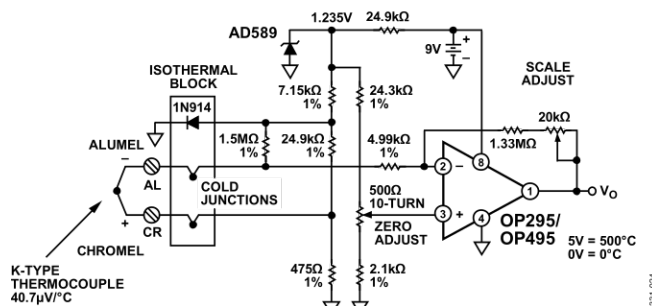 1.235V
24.9kΩ
AD589
9V
+
−
ISOTHERMAL
BLOCK
7.15kΩ
1%
24.3kΩ
1%
SCALE
ADJUST
1N914
1.5MΩ
1%
24.9kΩ
1%
4.99kΩ
1%
1.33MΩ
20kΩ
ALUMEL
−
AL
COLD
JUNCTIONS
500Ω
10-TURN
ZERO
ADJUST
2
−
8
1
VO
3
+
4
OP295/
OP495
CR
+
CHROMEL
K-TYPE
THERMOCOUPLE
40.7µV/°C
475Ω
1%
2.1kΩ
1%
5V = 500°C
0V = 0°C